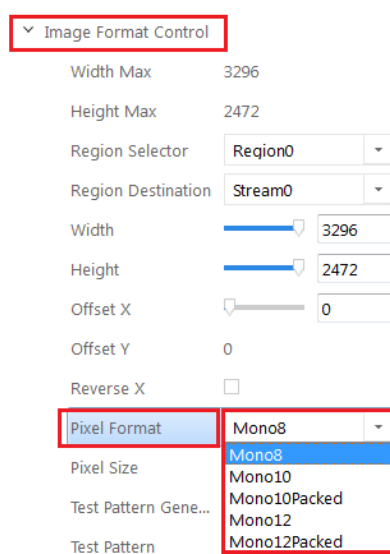 Image Format Control
Width Max 3296
Height Max 2472
Region Selector Region0
Region Destination Stream0
Width 3296
Height 2472
Offset X 0
Offset Y 0
Reverse X
Pixel Format Mono8
Mono8
Pixel Size
Mono10
Mono10Packed
Test Pattern Gene...
Mono12
Test Pattern
Mono12Packed